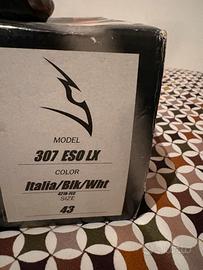 MODEL
307 ESO LX
COLOR
Italia/Blk/Wht
SIZE
43